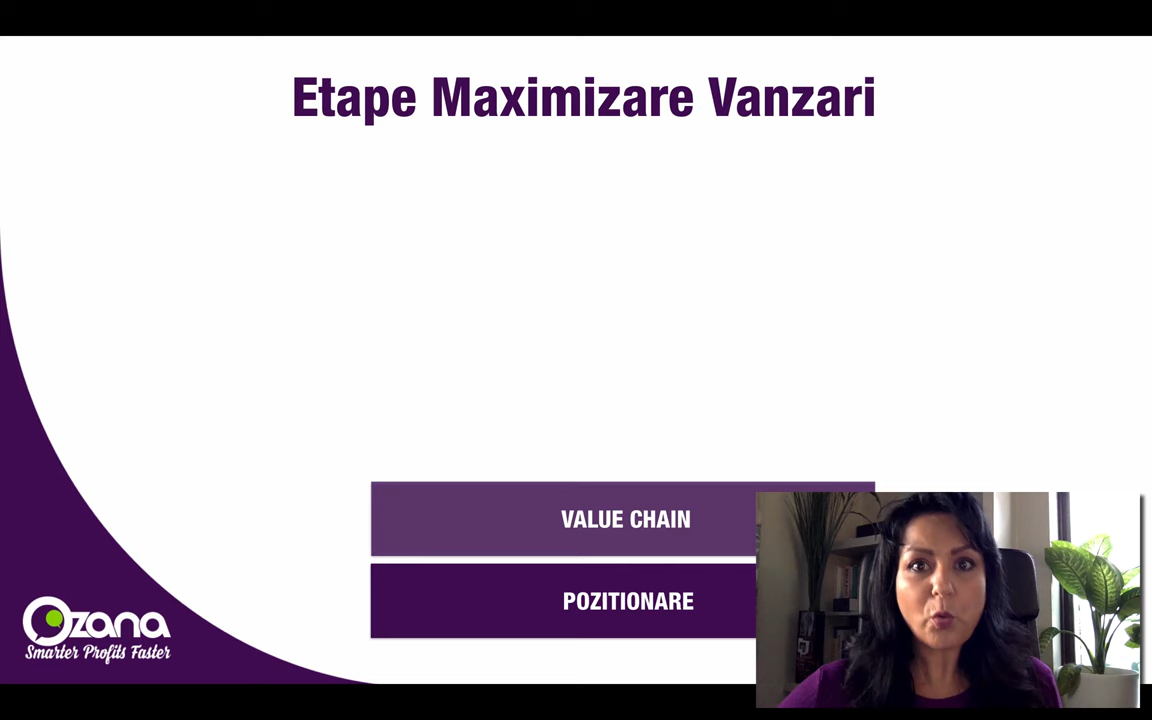 Etape Maximizare Vanzari
VALUE CHAIN
POZITIONARE
Ozana
Smarter Profits Faster